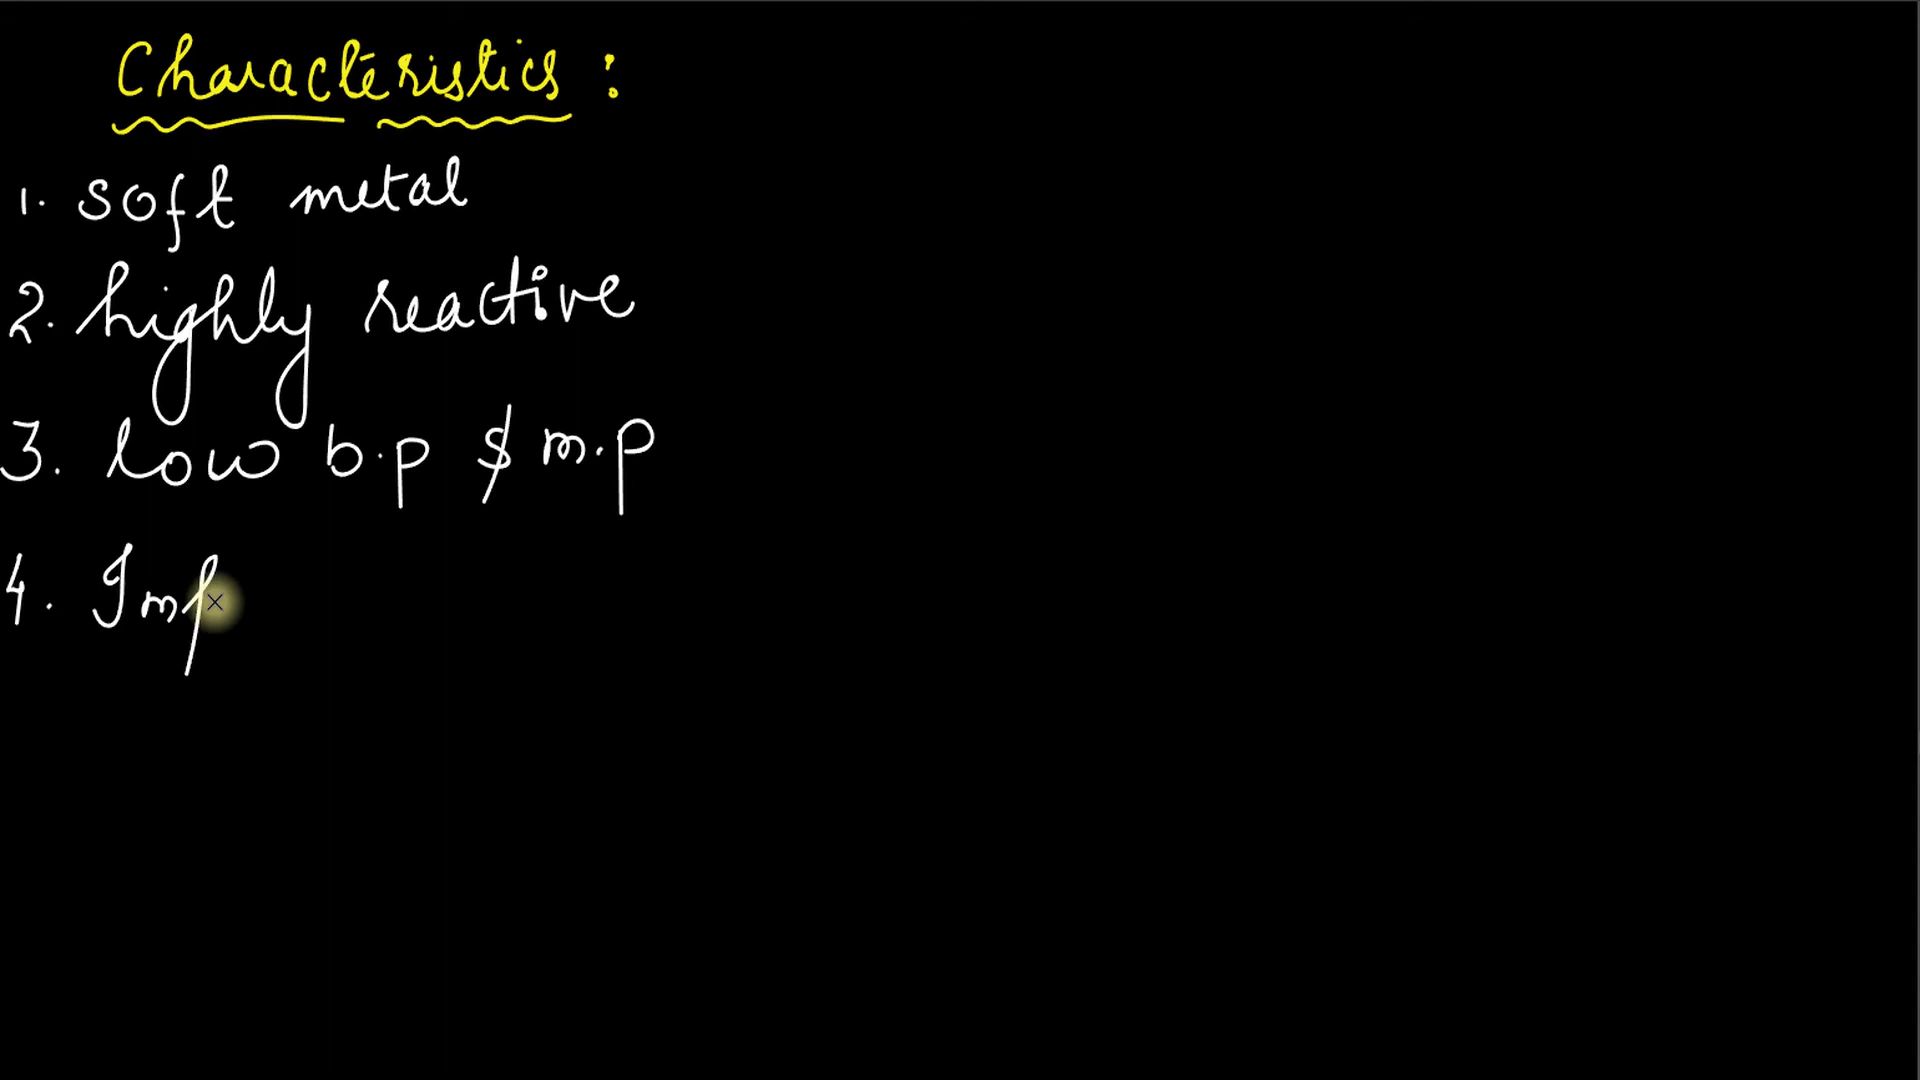 Characteristics :
1. soft metal
2. highly reactive
3. low b.p & m.p
4. Imp